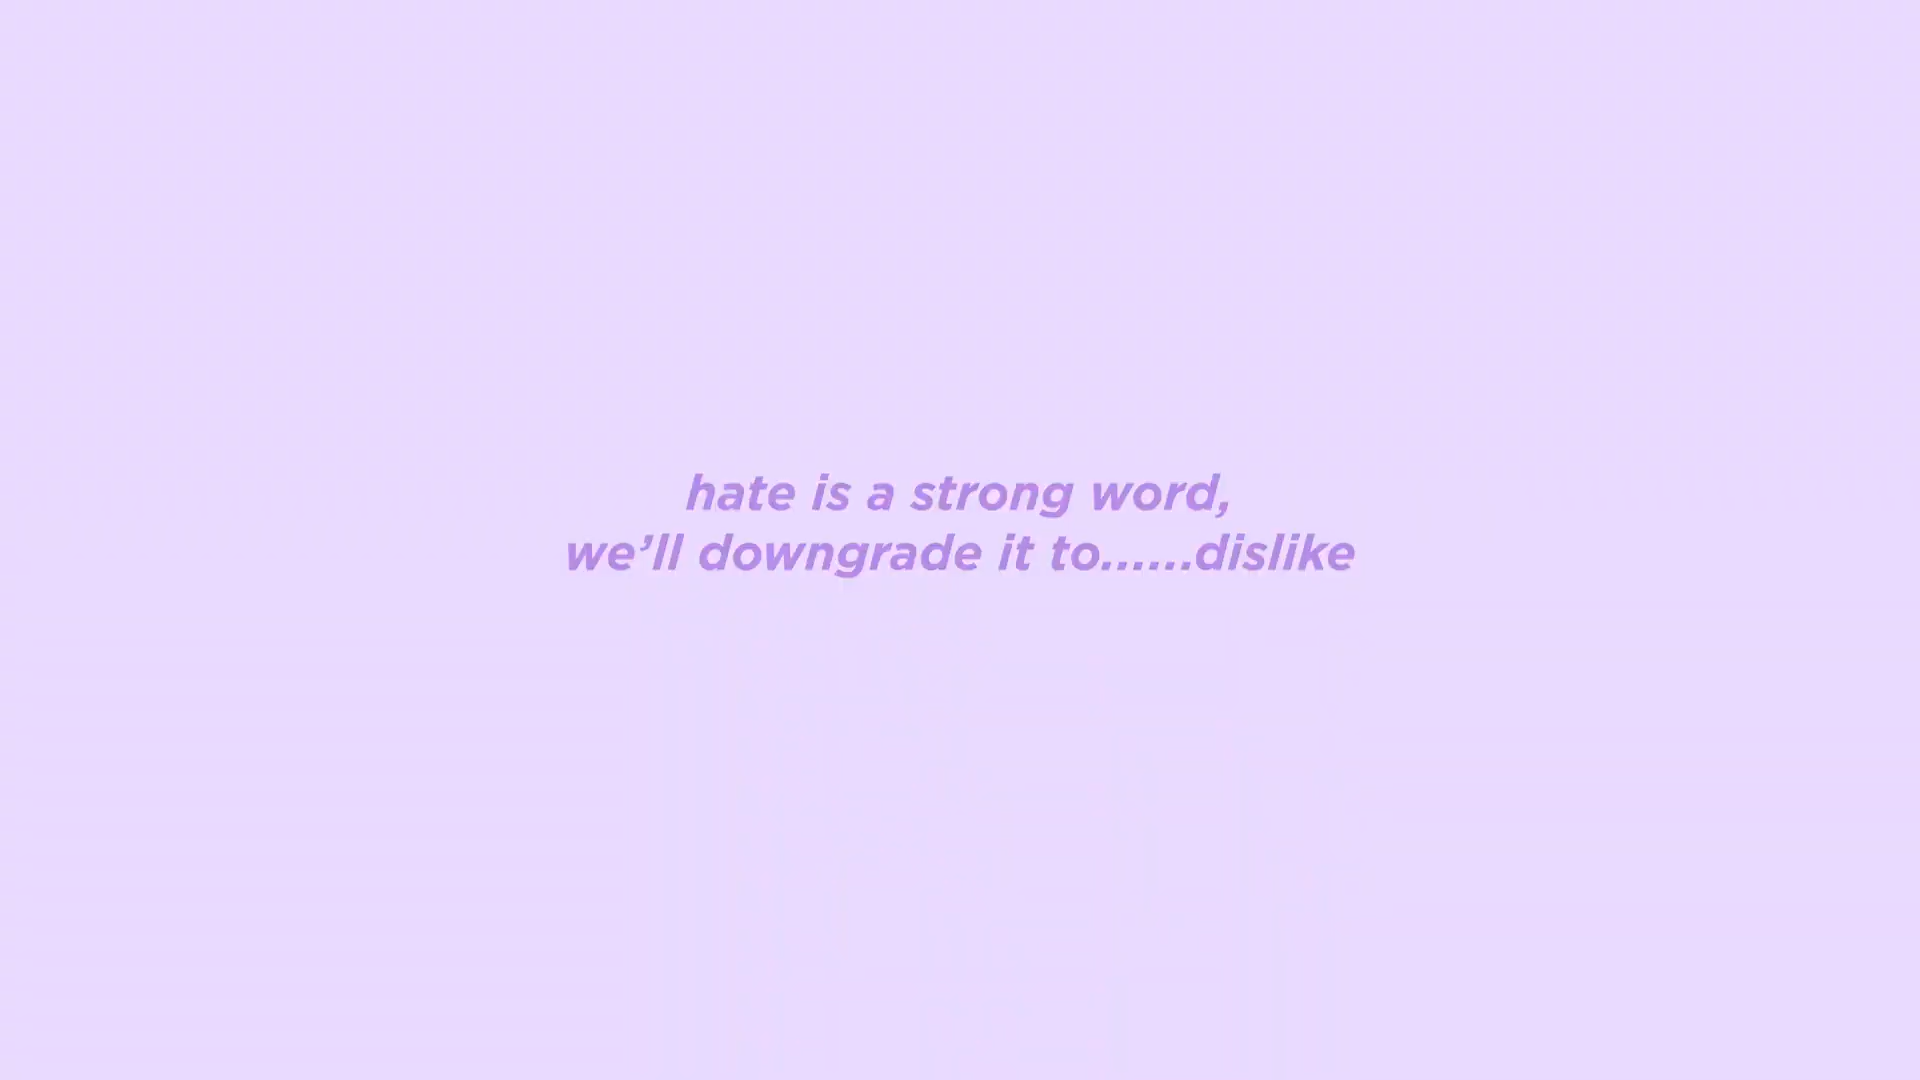 hate is a strong word,
we’ll downgrade it to......dislike